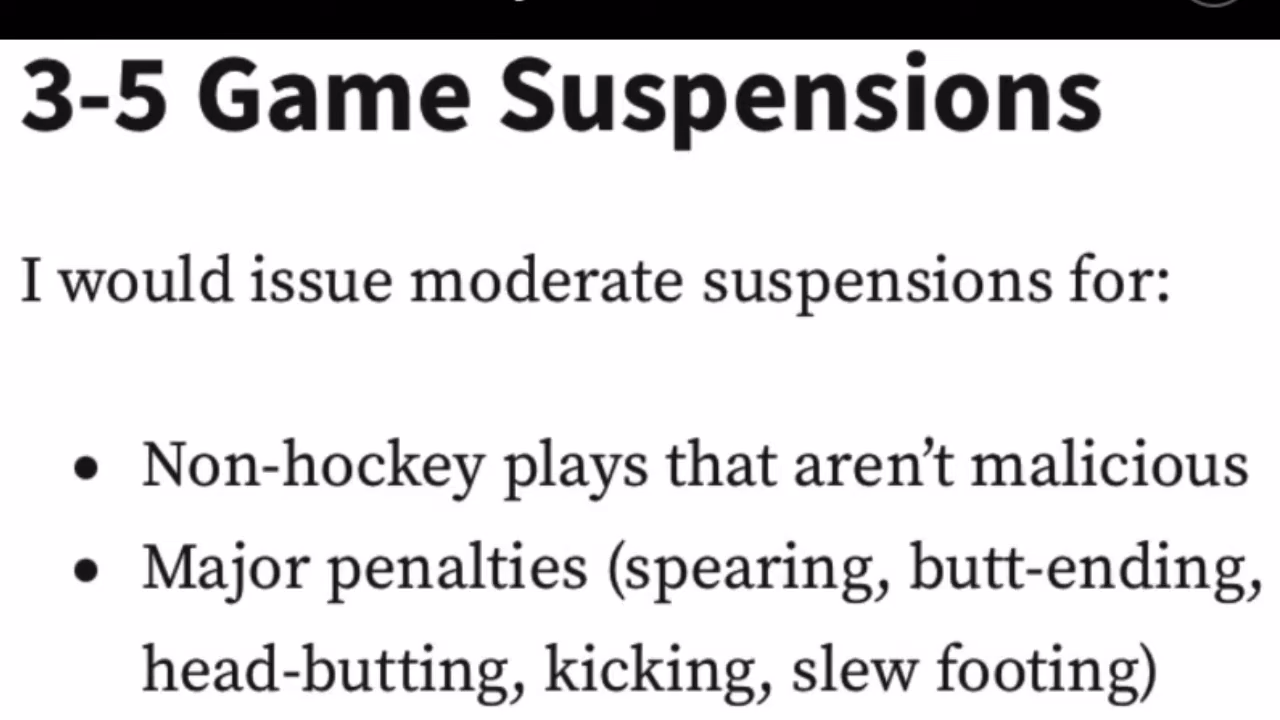 3-5 Game Suspensions
I would issue moderate suspensions for:
• Non-hockey plays that aren’t malicious
• Major penalties (spearing, butt-ending,
head-butting, kicking, slew footing)